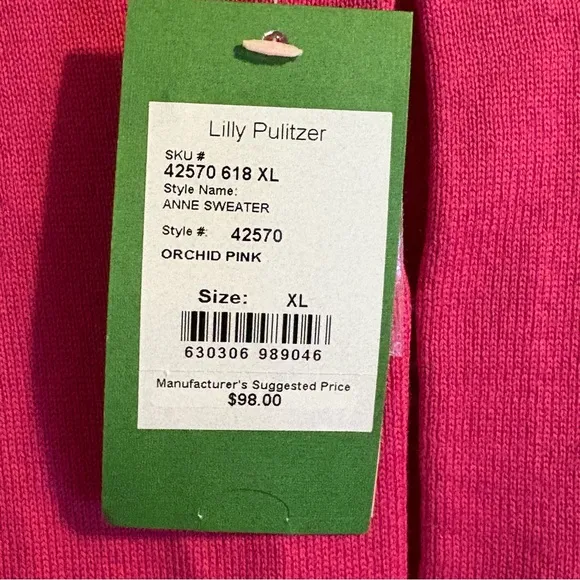 Lilly Pulitzer
SKU #
42570 618 XL
Style Name:
ANNE SWEATER
Style #: 42570
ORCHID PINK
Size: XL
630306 989046
Manufacturer's Suggested Price
$98.00